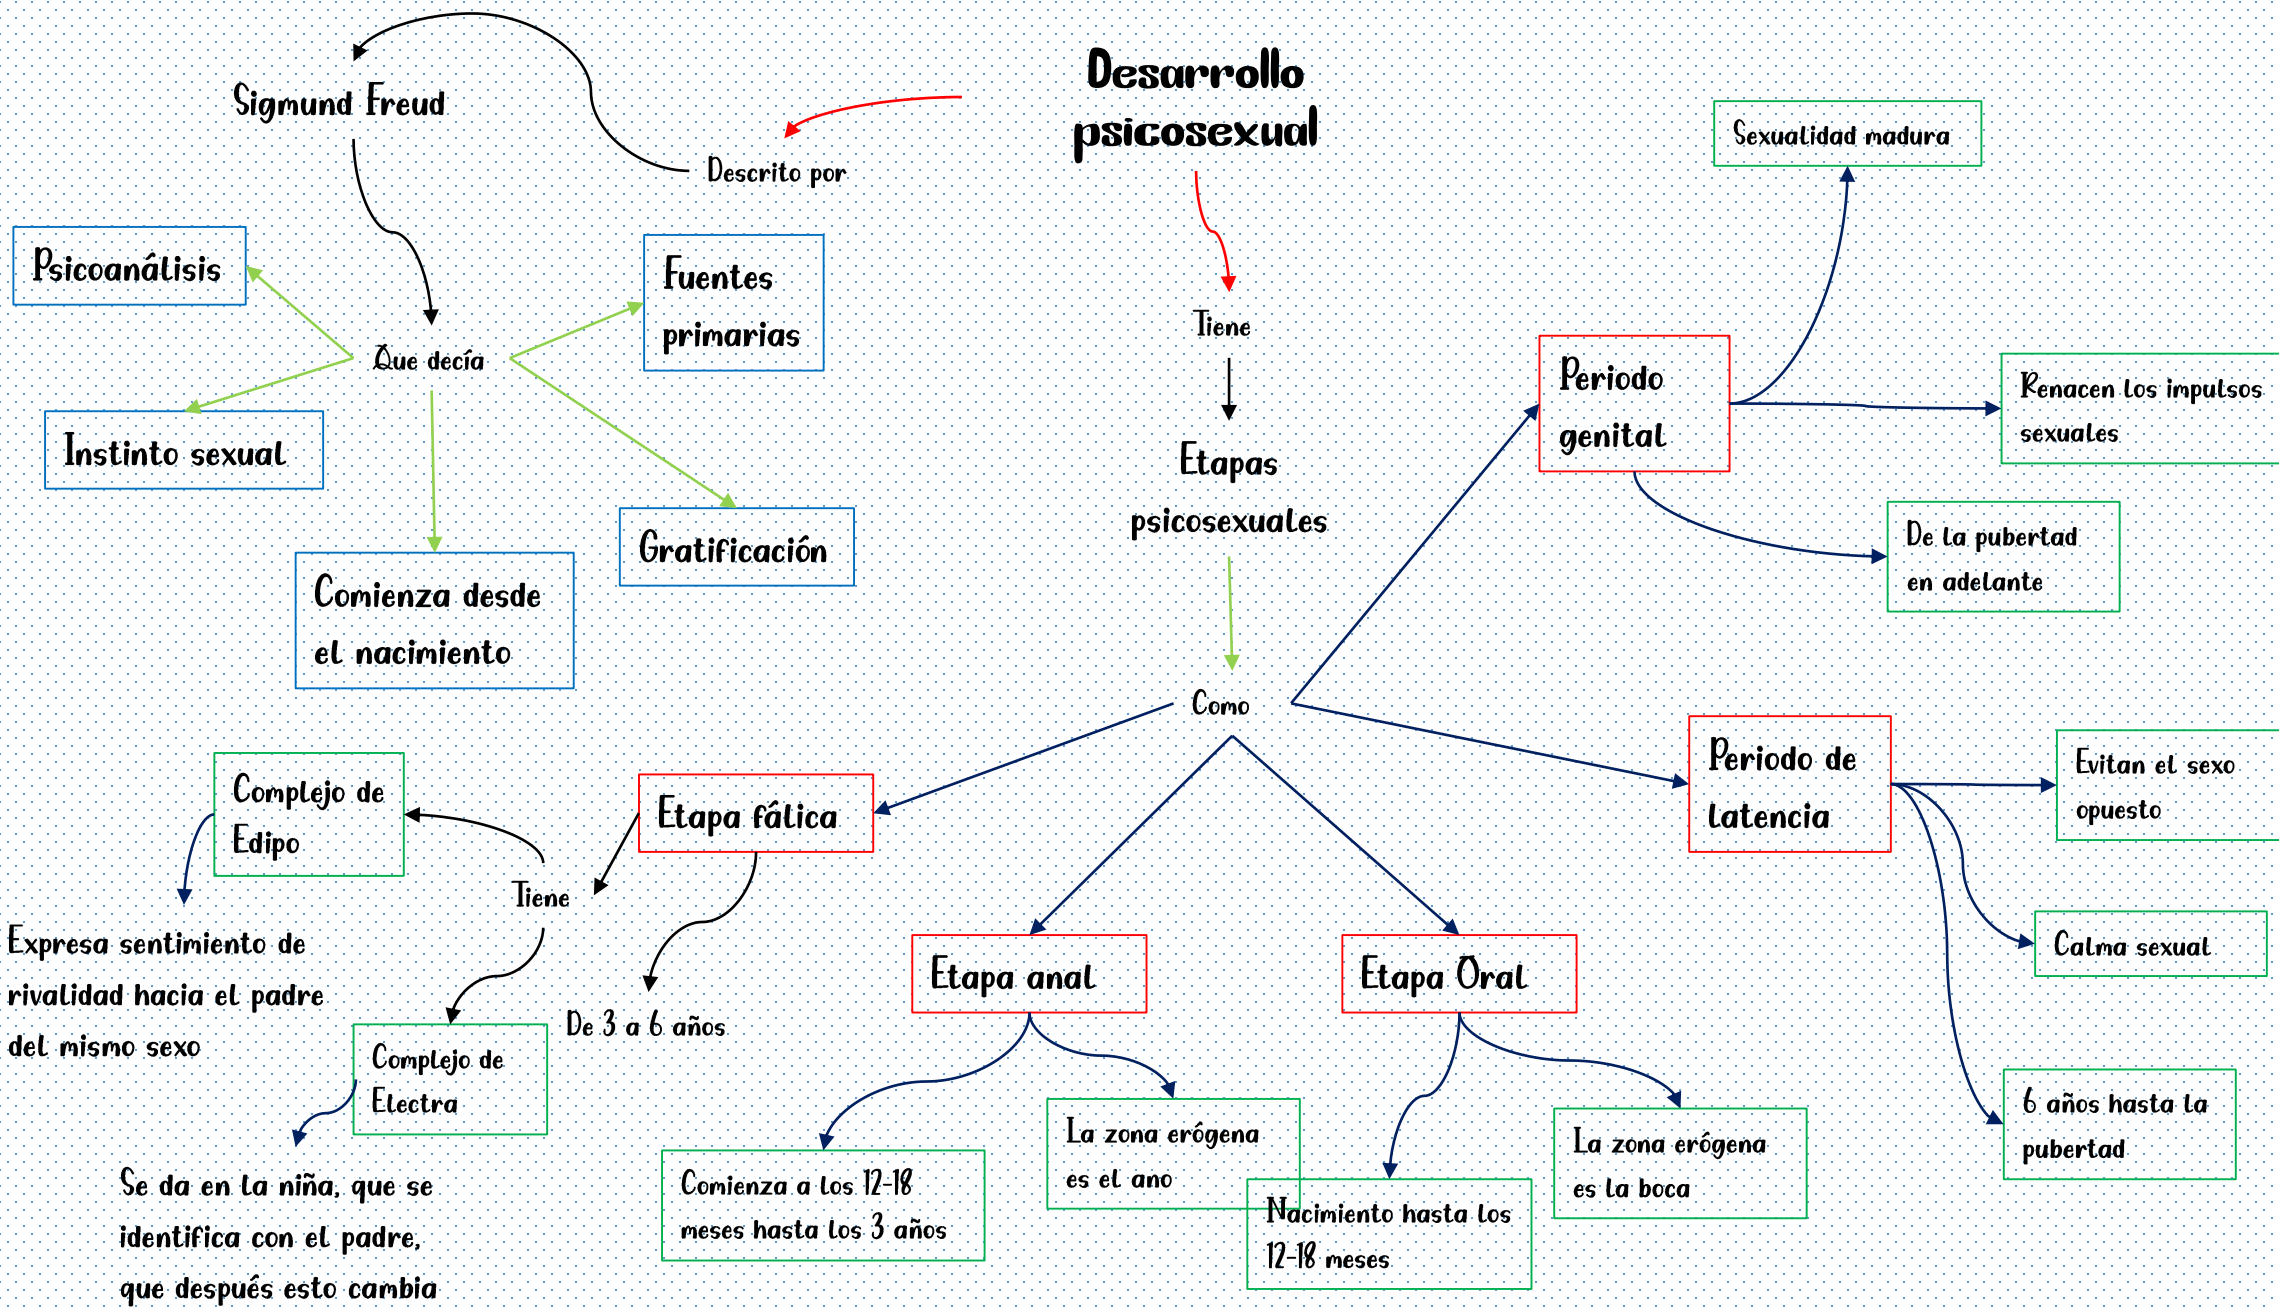 Desarrollo
psicosexual
Descrito por
Sigmund Freud
Que decía
Psicoanálisis
Instinto sexual
Comienza desde
el nacimiento
Gratificación
Fuentes
primarias
Tiene
Etapas
psicosexuales
Como
Periodo
genital
Sexualidad madura
Renacen los impulsos
sexuales
De la pubertad
en adelante
Periodo de
latencia
Evitan el sexo
opuesto
Calma sexual
6 años hasta la
pubertad
Etapa Oral
La zona erógena
es la boca
Nacimiento hasta los
12-18 meses
Etapa anal
La zona erógena
es el ano
Comienza a los 12-18
meses hasta los 3 años
Etapa fálica
De 3 a 6 años
Tiene
Complejo de
Edipo
Expresa sentimiento de
rivalidad hacia el padre
del mismo sexo
Complejo de
Electra
Se da en la niña, que se
identifica con el padre,
que después esto cambia